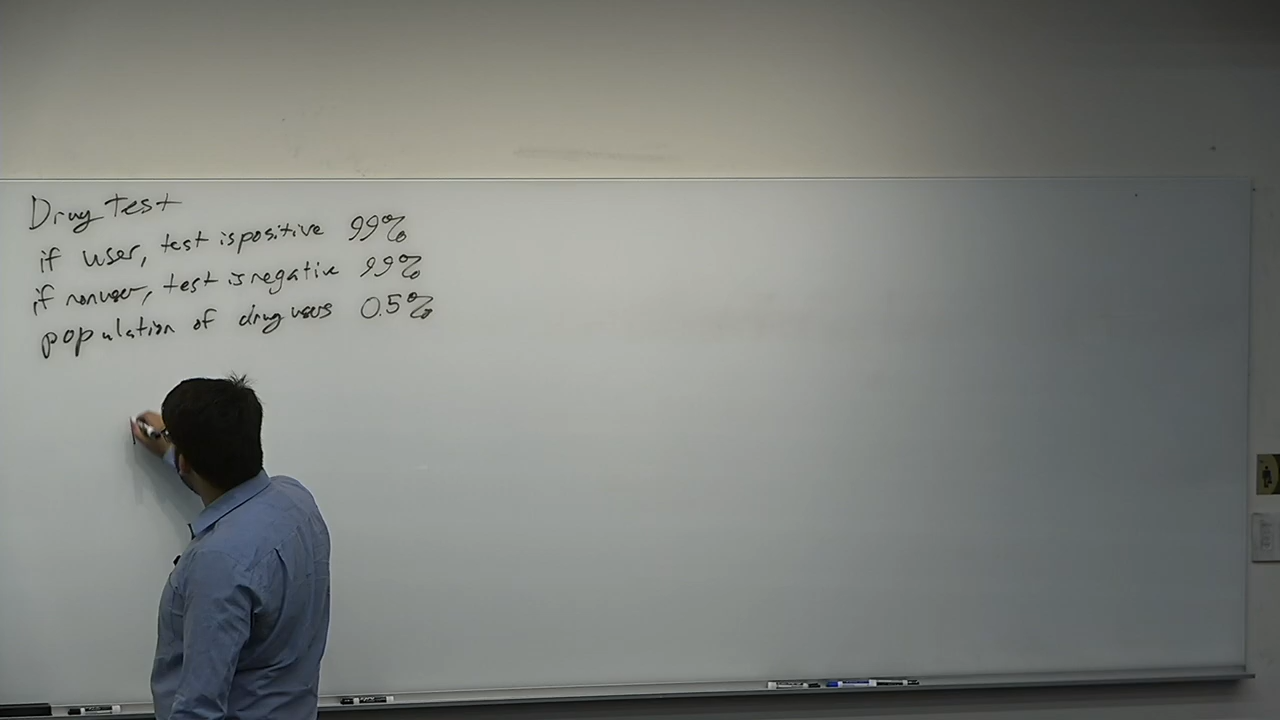 Drug Test
if user, test is positive 99%
if nonuser, test is negative 99%
population of drug users 0.5%